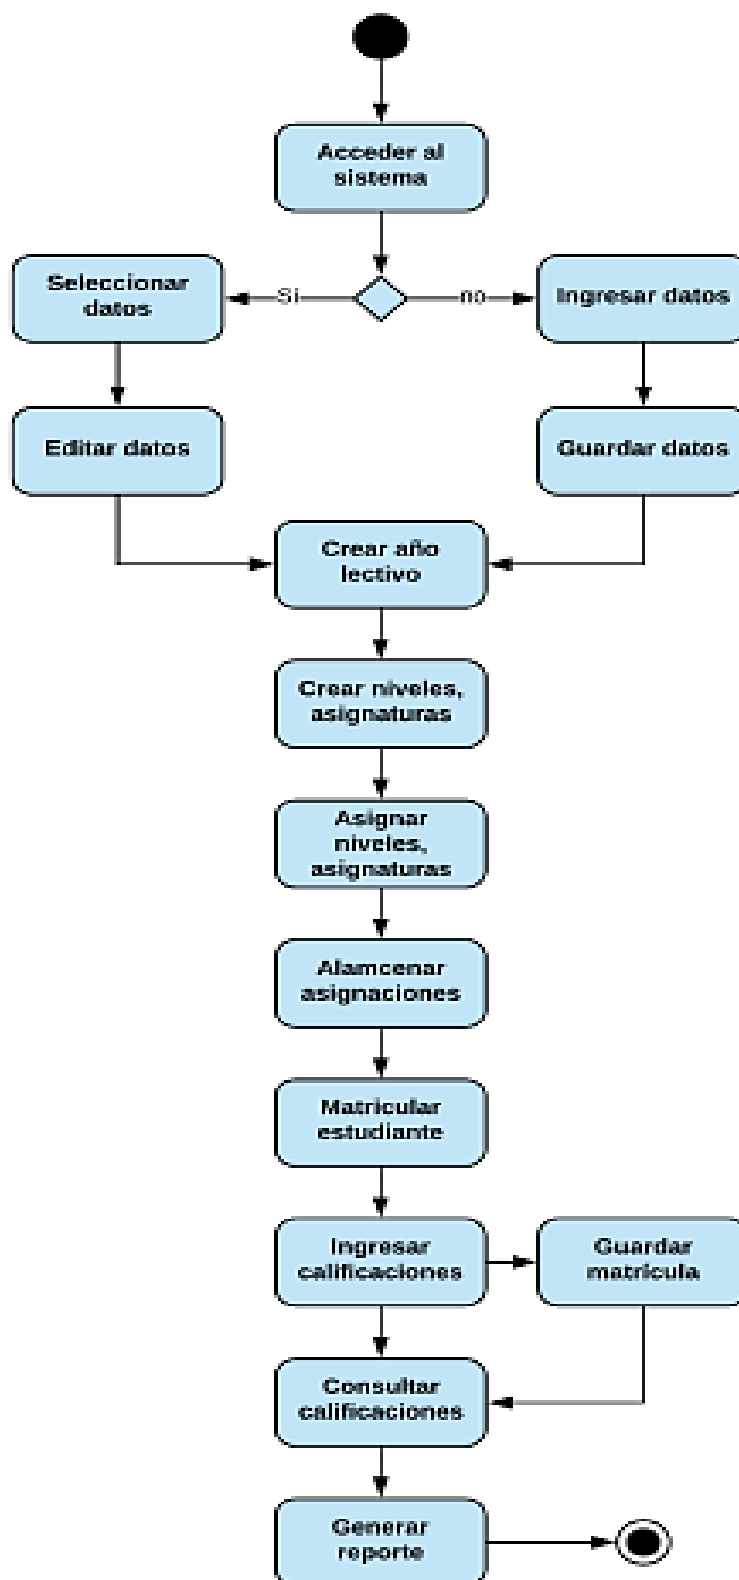 Acceder al
sistema
Seleccionar
datos
Si
no
Ingresar datos
Editar datos
Guardar datos
Crear año
lectivo
Crear niveles,
asignaturas
Asignar
niveles,
asignaturas
Alamcenar
asignaciones
Matricular
estudiante
Ingresar
calificaciones
Guardar
matrícula
Consultar
calificaciones
Generar
reporte